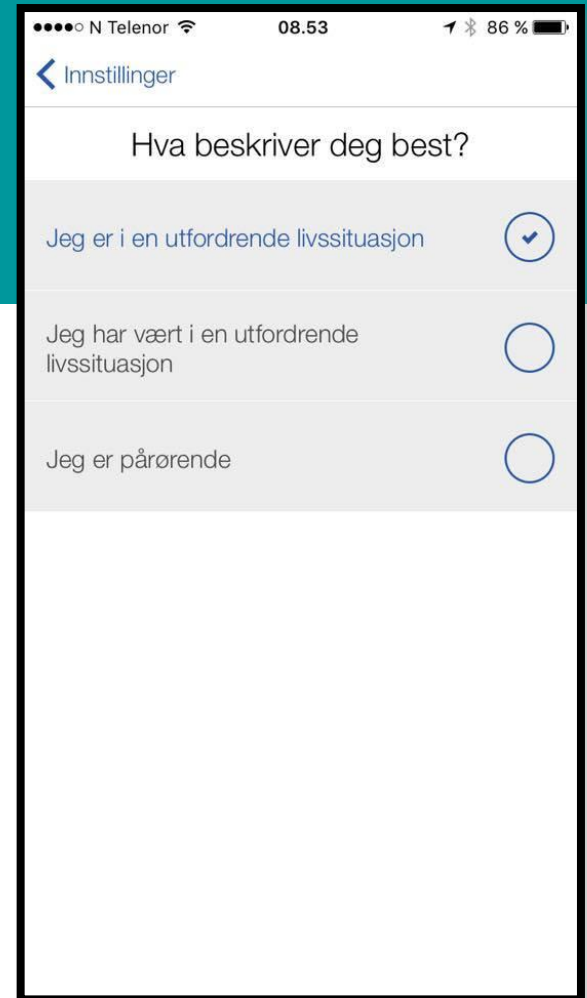 N Telenor 08.53 86 %
Innstillinger
Hva beskriver deg best?
Jeg er i en utfordrende livssituasjon
Jeg har vært i en utfordrende
livssituasjon
Jeg er pårørende